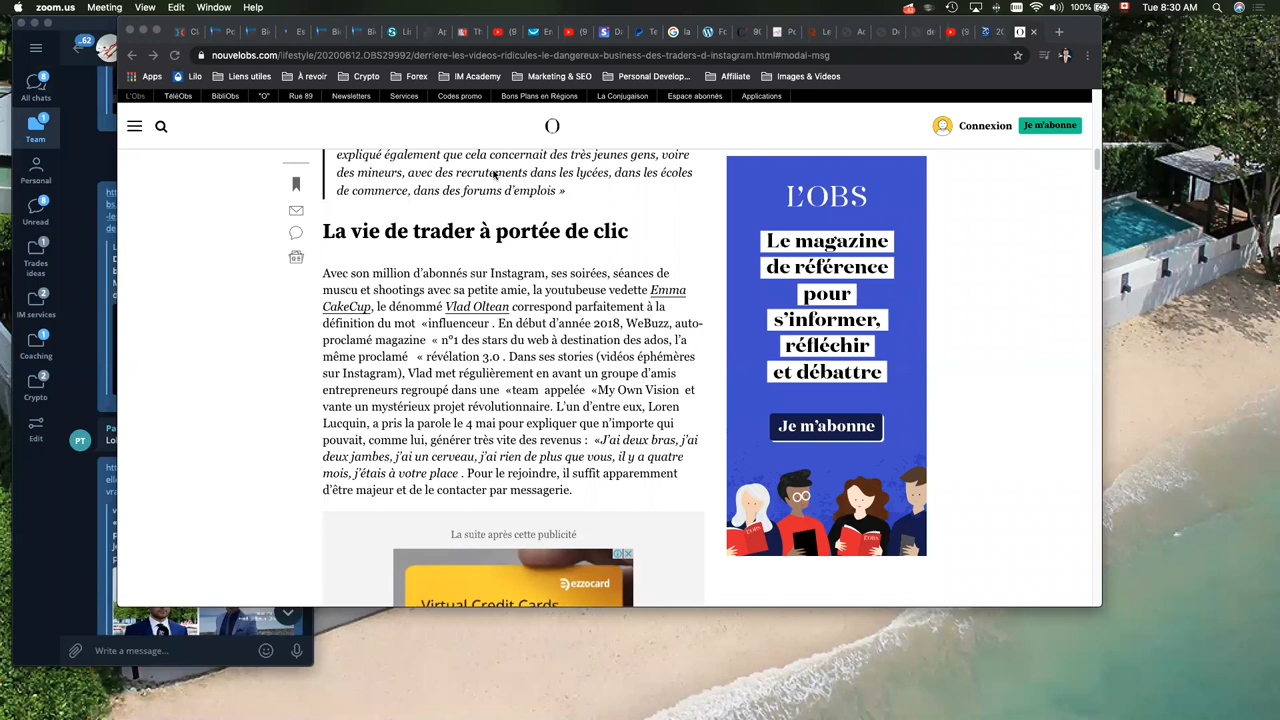 zoom.us Meeting View Edit Window Help
100% Tue 8:30 AM
..62
nouvelobs.com/lifestyle/20200612.OBS29992/derriere-les-videos-ridicules-le-dangereux-business-des-traders-d-instagram.html#modal-msg
Apps Lilo Liens utiles À revoir Crypto Forex IM Academy Marketing & SEO Personal Develop... Affiliate Images & Videos
L'Obs TéléObs BibliObs "O" Rue 89 Newsletters Services Codes promo Bons Plans en Régions La Conjugaison Espace abonnés Applications
O Connexion Je m'abonne
8
All chats
1
Team
Personal
8
Unread
1
Trades
ideas
2
IM services
1
Coaching
2
Crypto
Edit
PT
Write a message...
expliqué également que cela concernait des très jeunes gens, voire
des mineurs, avec des recrutements dans les lycées, dans les écoles
de commerce, dans des forums d'emplois »
La vie de trader à portée de clic
Avec son million d'abonnés sur Instagram, ses soirées, séances de
muscu et shootings avec sa petite amie, la youtubeuse vedette Emma
CakeCup, le dénommé Vlad Oltean correspond parfaitement à la
définition du mot «influenceur . En début d'année 2018, WeBuzz, auto-
proclamé magazine « n°1 des stars du web à destination des ados, l'a
même proclamé « révélation 3.0 . Dans ses stories (vidéos éphémères
sur Instagram), Vlad met régulièrement en avant un groupe d'amis
entrepreneurs regroupé dans une «team appelée «My Own Vision et
vante un mystérieux projet révolutionnaire. L'un d'entre eux, Loren
Lucquin, a pris la parole le 4 mai pour expliquer que n'importe qui
pouvait, comme lui, générer très vite des revenus : «J'ai deux bras, j'ai
deux jambes, j'ai un cerveau, j'ai rien de plus que vous, il y a quatre
mois, j'étais à votre place . Pour le rejoindre, il suffit apparemment
d'être majeur et de le contacter par messagerie.
La suite après cette publicité
ezzocard
Virtual Credit Cards
L'OBS
Le magazine
de référence
pour
s'informer,
réfléchir
et débattre
Je m'abonne